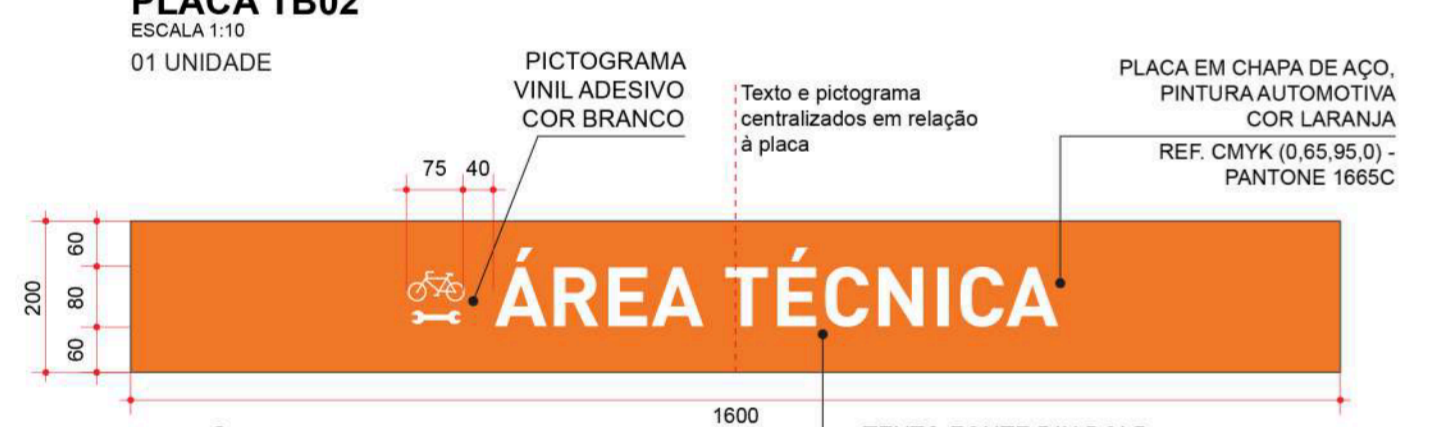 PLACA 1B02
ESCALA 1:10
01 UNIDADE
PICTOGRAMA
VINIL ADESIVO
COR BRANCO
Texto e pictograma
centralizados em relação
à placa
PLACA EM CHAPA DE AÇO,
PINTURA AUTOMOTIVA
COR LARANJA
REF. CMYK (0,65,95,0) -
PANTONE 1665C
75 40
60
80
60
200
ÁREA TÉCNICA
1600